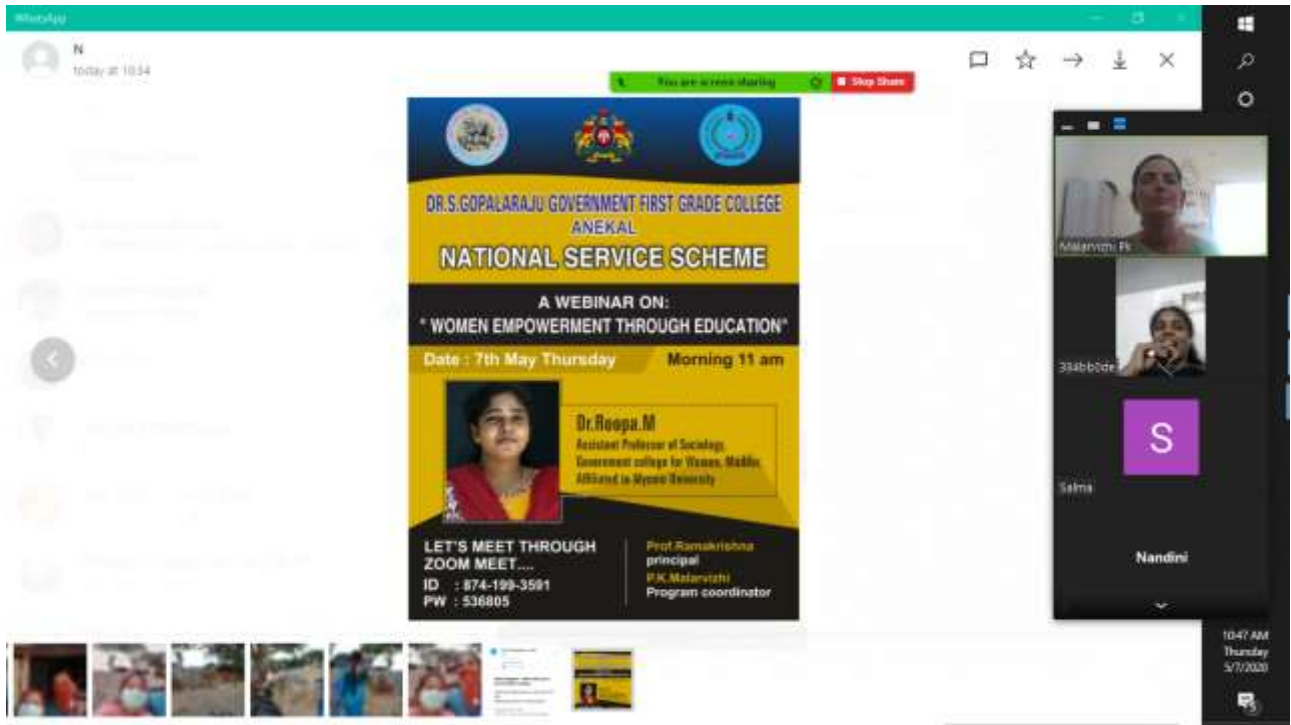 WhatsApp
N
today at 10:34
You are screen sharing
Stop Share
DR.S.GOPALARAJU GOVERNMENT FIRST GRADE COLLEGE
ANEKAL
NATIONAL SERVICE SCHEME
A WEBINAR ON:
" WOMEN EMPOWERMENT THROUGH EDUCATION"
Date : 7th May Thursday
Morning 11 am
Dr.Roopa.M
Assistant Professor of Sociology,
Government college for Women,
Affiliated to Mysore University
LET'S MEET THROUGH
ZOOM MEET....
ID : 874-199-3591
PW : 536805
Prof.Ramakrishna
principal
P.K.Malarvizhi
Program coordinator
Malarvizhi Pk
S
Salma
Nandini
10:47 AM
Thursday
5/7/2020